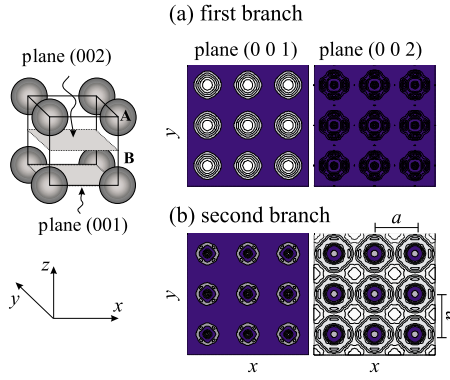 (a) first branch
plane (0 0 1) plane (0 0 2)
plane (002)
A
B
plane (001)
y
(b) second branch
a
y
a
z
y
x
x x